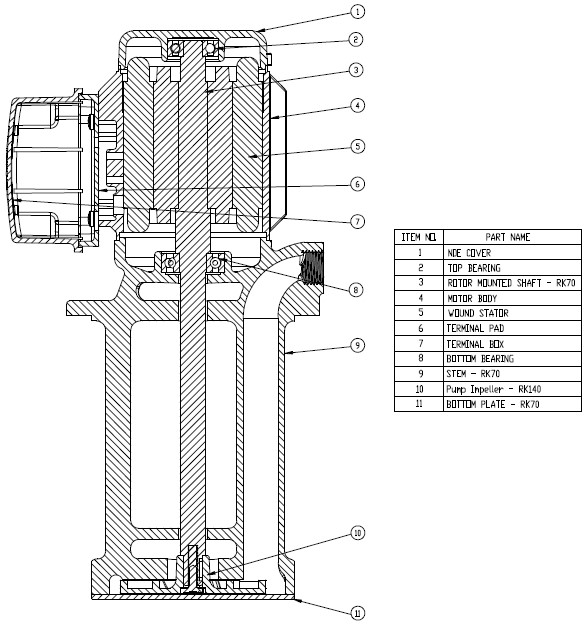 1
2
3
4
5
6
7
8
9
10
11
ITEM NO. PART NAME
1 NDE COVER
2 TOP BEARING
3 ROTOR MOUNTED SHAFT - RK70
4 MOTOR BODY
5 WOUND STATOR
6 TERMINAL PAD
7 TERMINAL BOX
8 BOTTOM BEARING
9 STEM - RK70
10 Pump Impeller - RK140
11 BOTTOM PLATE - RK70